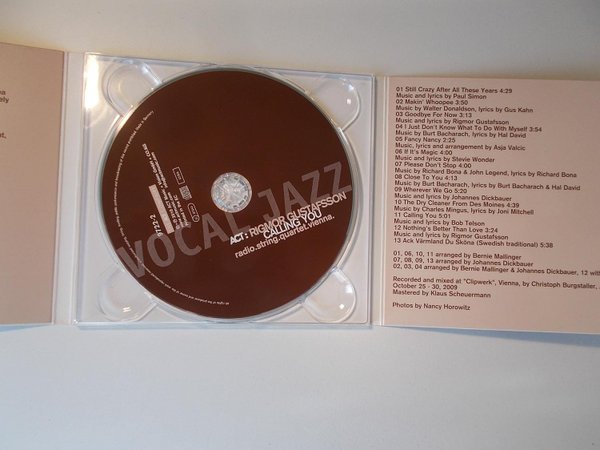 VOCAL JAZZ
ACT: RIGMOR GUSTAFSSON
CALLING YOU
radio.string.quartet.vienna.
01 Still Crazy After All These Years 4:29
Music and lyrics by Paul Simon
02 Makin' Whoopee 3:50
Music by Walter Donaldson, lyrics by Gus Kahn
03 Goodbye For Now 3:13
Music and lyrics by Rigmor Gustafsson
04 I Just Don't Know What To Do With Myself 3:54
Music by Burt Bacharach, lyrics by Hal David
05 Fancy Nancy 2:45
Music, lyrics and arrangement by Asja Valcic
06 If It's Magic 4:00
Music and lyrics by Stevie Wonder
07 Please Don't Stop 4:00
Music by Richard Bona & John Legend, lyrics by Richard Bona
08 Close To You 4:13
Music by Burt Bacharach, lyrics by Burt Bacharach & Hal David
09 Wherever We Go 5:20
Music and lyrics by Johannes Dickbauer
10 The Dry Cleaner From Des Moines 4:39
Music by Charles Mingus, lyrics by Joni Mitchell
11 Calling You 5:01
Music and lyrics by Bob Telson
12 Nothing's Better Than Love 3:34
Music and lyrics by Rigmor Gustafsson
13 Ack Värmland Du Sköna (Swedish traditional) 5:38
01, 06, 10, 11 arranged by Bernie Mallinger
07, 08, 09, 13 arranged by Johannes Dickbauer
02, 03, 04 arranged by Bernie Mallinger & Johannes Dickbauer, 12 with
Recorded and mixed at "Clipwerk", Vienna, by Christoph Burgstaller,
October 25 - 30, 2009
Mastered by Klaus Scheuermann
Photos by Nancy Horowitz